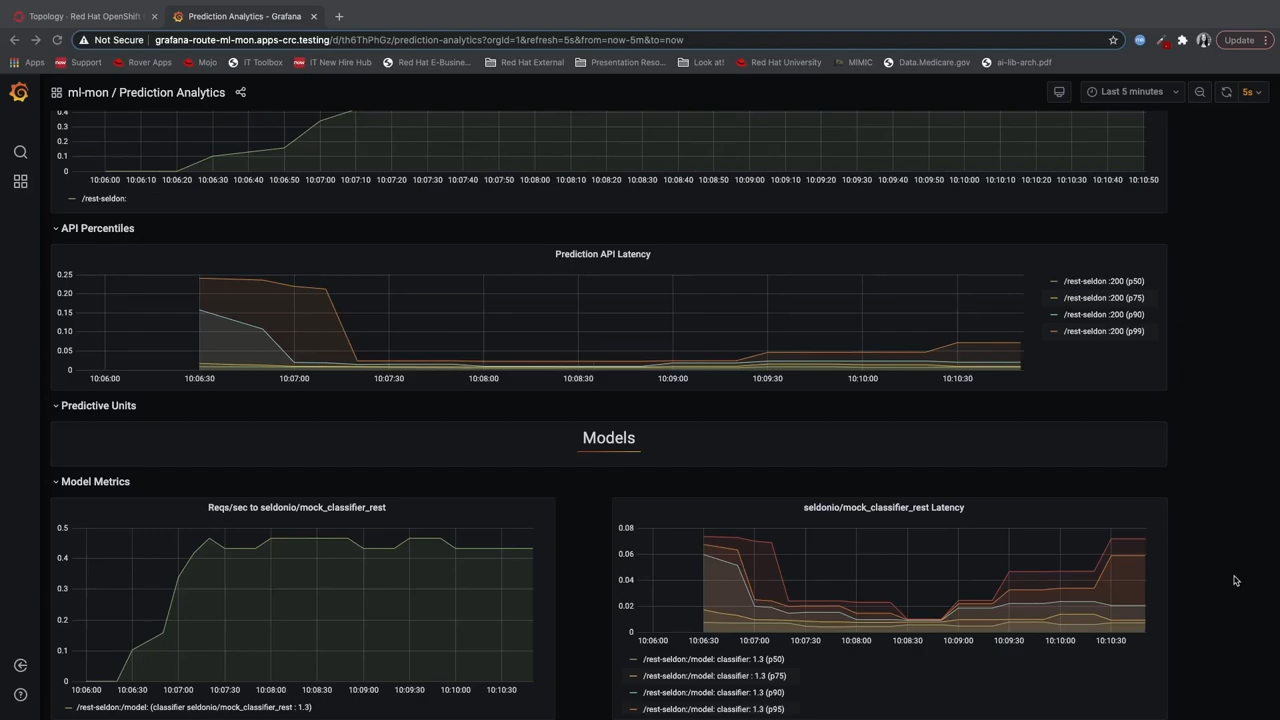 Topology · Red Hat OpenShift
Prediction Analytics - Grafana
Not Secure
grafana-route-ml-mon.apps-crc.testing/d/th6ThPhGz/prediction-analytics?orgId=1&refresh=5s&from=now-5m&to=now
Update
Apps
Support
Rover Apps
Mojo
IT Toolbox
IT New Hire Hub
Red Hat E-Busine...
Red Hat External
Presentation Reso...
Look at!
Red Hat University
MIMIC
Data.Medicare.gov
ai-lib-arch.pdf
ml-mon / Prediction Analytics
Last 5 minutes
5s
0.4
0.3
0.2
0.1
0
10:06:00 10:06:10 10:06:20 10:06:30 10:06:40 10:06:50 10:07:00 10:07:10 10:07:20 10:07:30 10:07:40 10:07:50 10:08:00 10:08:10 10:08:20 10:08:30 10:08:40 10:08:50 10:09:00 10:09:10 10:09:20 10:09:30 10:09:40 10:09:50 10:10:00 10:10:10 10:10:20 10:10:30 10:10:40 10:10:50
/rest-seldon:
API Percentiles
Prediction API Latency
0.25
0.20
0.15
0.10
0.05
0
10:06:00 10:06:30 10:07:00 10:07:30 10:08:00 10:08:30 10:09:00 10:09:30 10:10:00 10:10:30
/rest-seldon :200 (p50)
/rest-seldon :200 (p75)
/rest-seldon :200 (p90)
/rest-seldon :200 (p99)
Predictive Units
Models
Model Metrics
Reqs/sec to seldonio/mock_classifier_rest
0.5
0.4
0.3
0.2
0.1
0
10:06:00 10:06:30 10:07:00 10:07:30 10:08:00 10:08:30 10:09:00 10:09:30 10:10:00 10:10:30
/rest-seldon:/model: (classifier seldonio/mock_classifier_rest : 1.3)
seldonio/mock_classifier_rest Latency
0.08
0.06
0.04
0.02
0
10:06:00 10:06:30 10:07:00 10:07:30 10:08:00 10:08:30 10:09:00 10:09:30 10:10:00 10:10:30
/rest-seldon:/model: classifier: 1.3 (p50)
/rest-seldon:/model: classifier : 1.3 (p75)
/rest-seldon:/model: classifier: 1.3 (p90)
/rest-seldon:/model: classifier: 1.3 (p95)